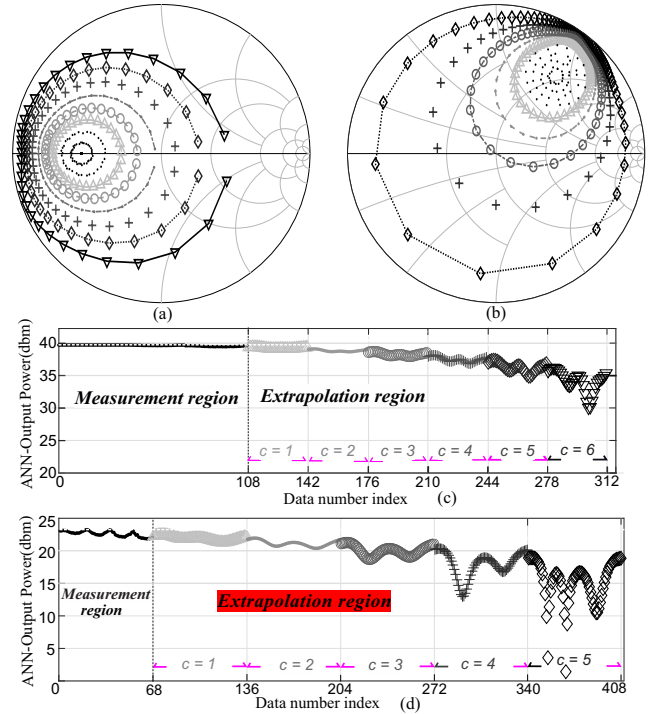 (a)
(b)
ANN-Output Power(dbm)
40
35
30
25
20
Measurement region
Extrapolation region
c = 1
c = 2
c = 3
c = 4
c = 5
c = 6
0
108
142
176
210
244
278
312
Data number index
(c)
ANN-Output Power(dbm)
25
20
15
10
5
Measurement
region
Extrapolation region
c = 1
c = 2
c = 3
c = 4
c = 5
0
68
136
204
272
340
408
Data number index
(d)